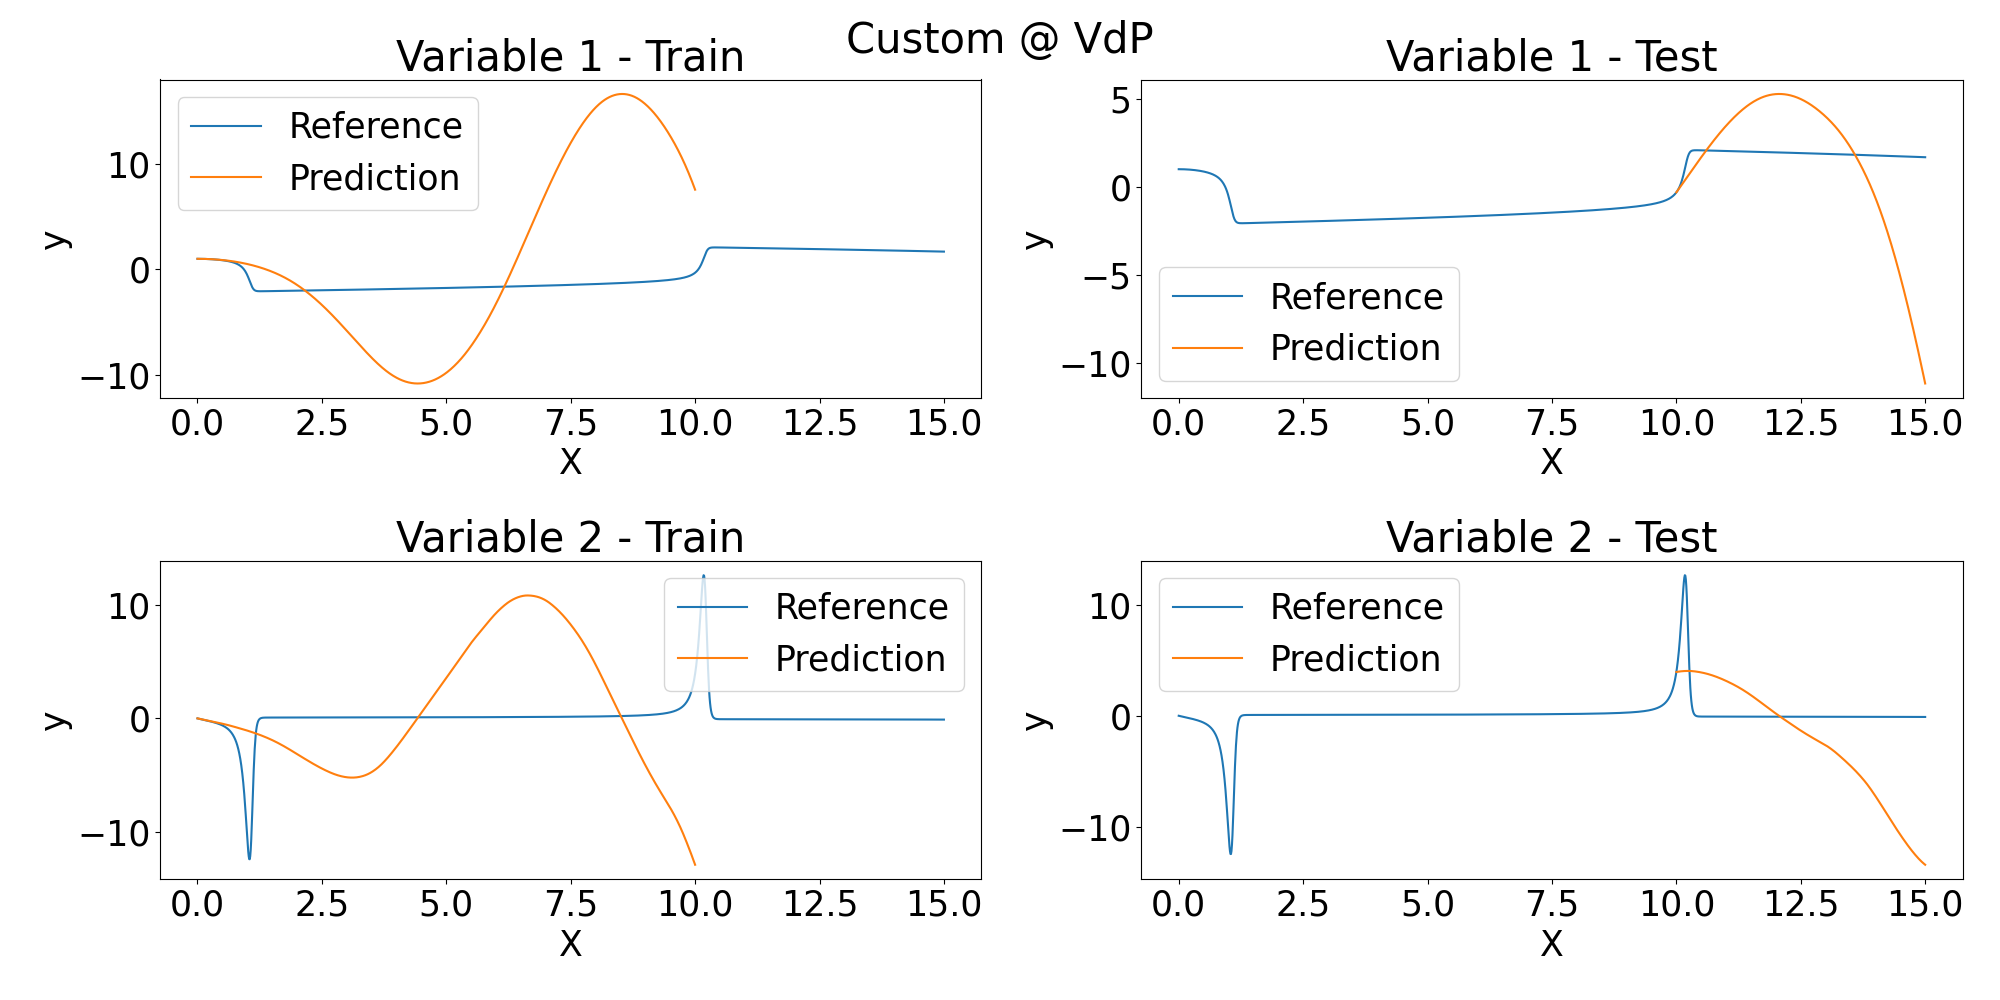 Custom @ VdP
Variable 1 - Train
Reference
Prediction
10
0
−10
y
0.0 2.5 5.0 7.5 10.0 12.5 15.0
X
Variable 1 - Test
Reference
Prediction
5
0
−5
−10
y
0.0 2.5 5.0 7.5 10.0 12.5 15.0
X
Variable 2 - Train
Reference
Prediction
10
0
−10
y
0.0 2.5 5.0 7.5 10.0 12.5 15.0
X
Variable 2 - Test
Reference
Prediction
10
0
−10
y
0.0 2.5 5.0 7.5 10.0 12.5 15.0
X